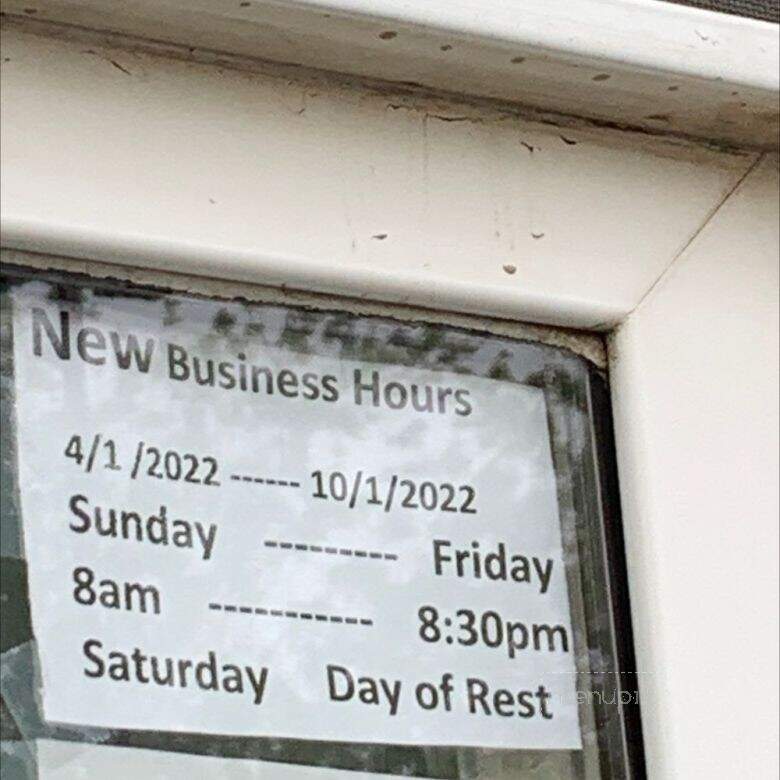 New Business Hours
4/1 /2022 ------ 10/1/2022
Sunday --------- Friday
8am ----------- 8:30pm
Saturday Day of Rest